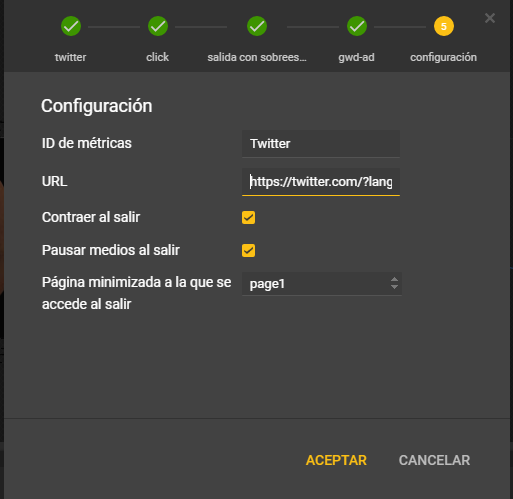 5
twitter
click
salida con sobrees...
gwd-ad
configuración
Configuración
ID de métricas
Twitter
URL
https://twitter.com/?lang
Contraer al salir
Pausar medios al salir
Página minimizada a la que se
accede al salir
page1
ACEPTAR
CANCELAR